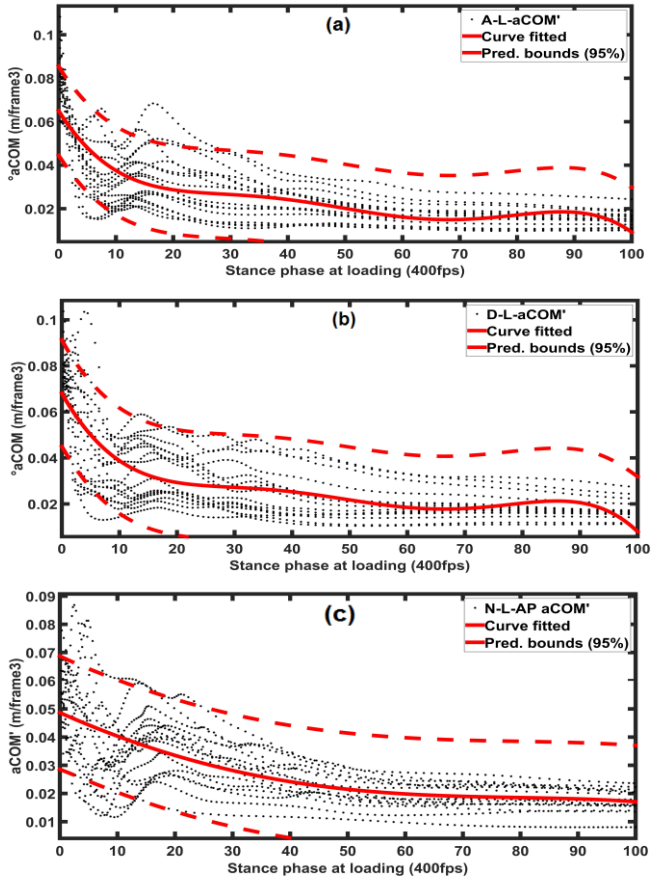 (a)
A-L-aCOM'
Curve fitted
Pred. bounds (95%)
°aCOM (m/frame3)
0.1
0.08
0.06
0.04
0.02
0 10 20 30 40 50 60 70 80 90 100
Stance phase at loading (400fps)
(b)
D-L-aCOM'
Curve fitted
Pred. bounds (95%)
°aCOM (m/frame3)
0.1
0.08
0.06
0.04
0.02
0 10 20 30 40 50 60 70 80 90 100
Stance phase at loading (400fps)
(c)
N-L-AP aCOM'
Curve fitted
Pred. bounds (95%)
aCOM' (m/frame3)
0.09
0.08
0.07
0.06
0.05
0.04
0.03
0.02
0.01
0 10 20 30 40 50 60 70 80 90 100
Stance phase at loading (400fps)